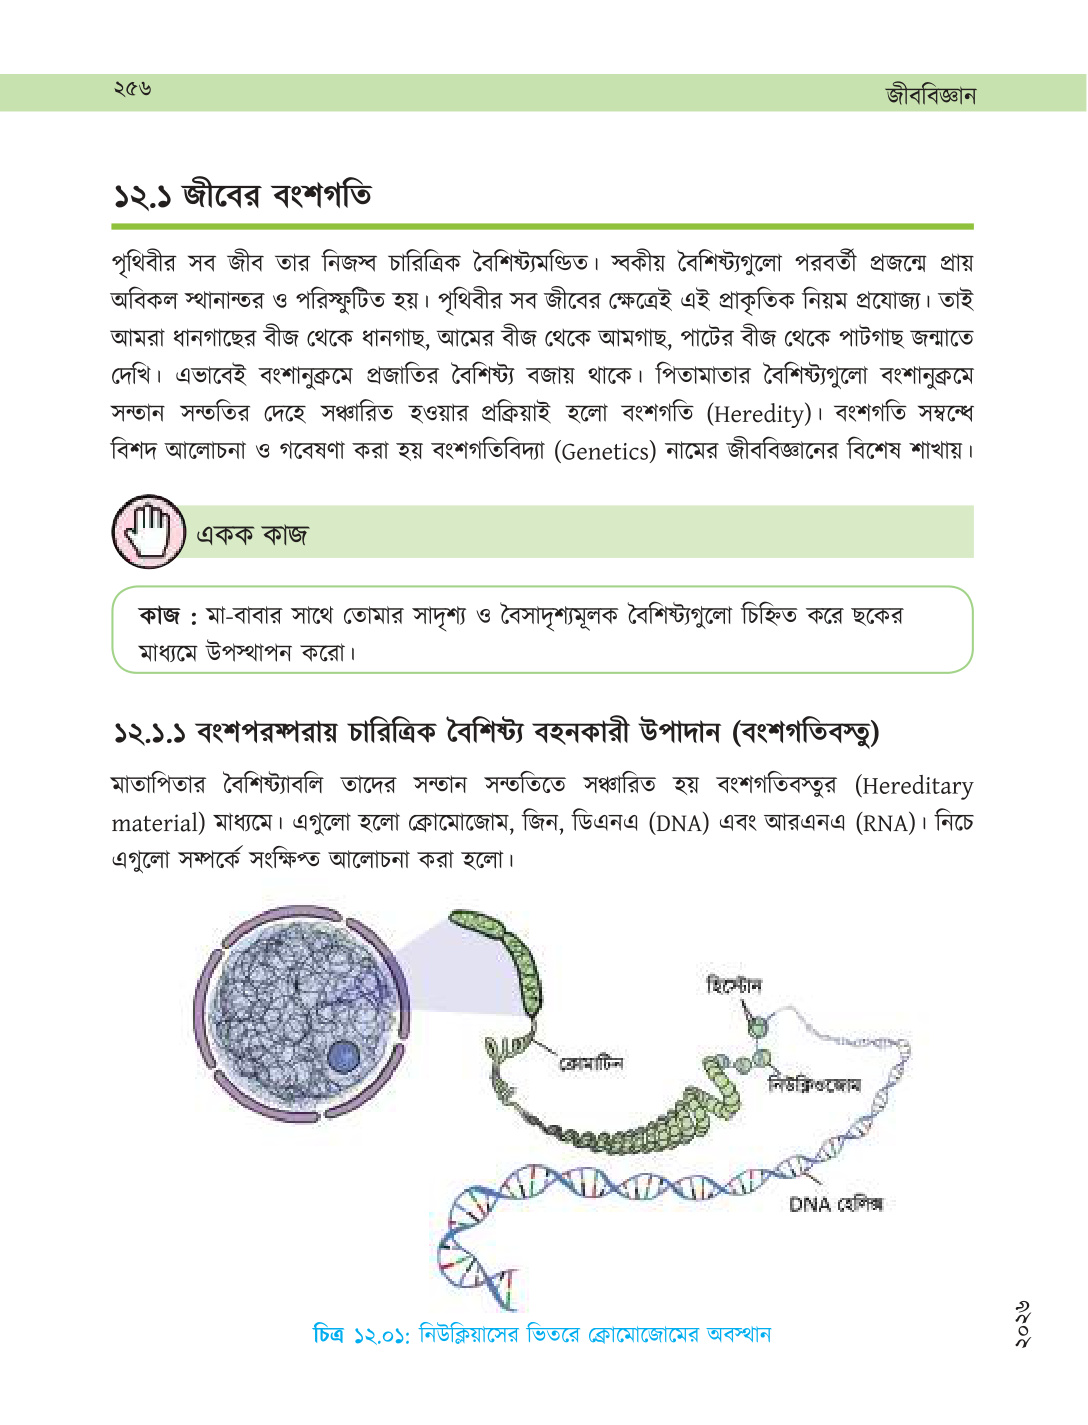 ২৫৬
জীববিজ্ঞান
১২.১ জীবের বংশগতি
পৃথিবীর সব জীব তার নিজস্ব চারিত্রিক বৈশিষ্ট্যমণ্ডিত। স্বকীয় বৈশিষ্ট্যগুলো পরবর্তী প্রজন্মে প্রায়
অবিকল স্থানান্তর ও পরিস্ফুটিত হয়। পৃথিবীর সব জীবের ক্ষেত্রেই এই প্রাকৃতিক নিয়ম প্রযোজ্য। তাই
আমরা ধানগাছের বীজ থেকে ধানগাছ, আমের বীজ থেকে আমগাছ, পাটের বীজ থেকে পাটগাছ জন্মাতে
দেখি। এভাবেই বংশানুক্রমে প্রজাতির বৈশিষ্ট্য বজায় থাকে। পিতামাতার বৈশিষ্ট্যগুলো বংশানুক্রমে
সন্তান সন্ততির দেহে সঞ্চারিত হওয়ার প্রক্রিয়াই হলো বংশগতি (Heredity)। বংশগতি সম্বন্ধে
বিশদ আলোচনা ও গবেষণা করা হয় বংশগতিবিদ্যা (Genetics) নামের জীববিজ্ঞানের বিশেষ শাখায়।
একক কাজ
কাজ : মা-বাবার সাথে তোমার সাদৃশ্য ও বৈসাদৃশ্যমূলক বৈশিষ্ট্যগুলো চিহ্নিত করে ছকের
মাধ্যমে উপস্থাপন করো।
১২.১.১ বংশপরম্পরায় চারিত্রিক বৈশিষ্ট্য বহনকারী উপাদান (বংশগতিবস্তু)
মাতাপিতার বৈশিষ্ট্যাবলি তাদের সন্তান সন্ততিতে সঞ্চারিত হয় বংশগতিবস্তুর (Hereditary
material) মাধ্যমে। এগুলো হলো ক্রোমোজোম, জিন, ডিএনএ (DNA) এবং আরএনএ (RNA)। নিচে
এগুলো সম্পর্কে সংক্ষিপ্ত আলোচনা করা হলো।
হিস্টোন
ক্রোমাটিন
নিউক্লিওজোম
DNA হেলিক্স
চিত্র ১২.০১: নিউক্লিয়াসের ভিতরে ক্রোমোজোমের অবস্থান
২০২৬